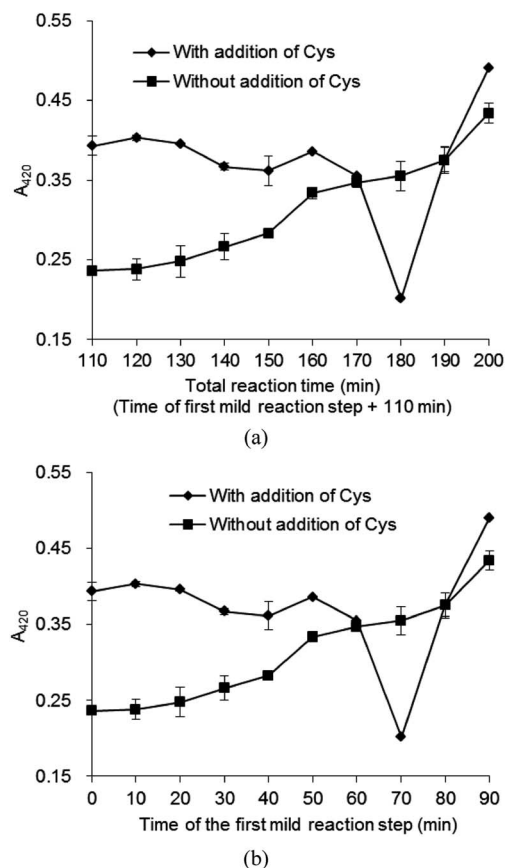 0.55
With addition of Cys
Without addition of Cys
0.45
A420
0.35
0.25
0.15
110 120 130 140 150 160 170 180 190 200
Total reaction time (min)
(Time of first mild reaction step + 110 min)
(a)
0.55
With addition of Cys
Without addition of Cys
0.45
A420
0.35
0.25
0.15
0 10 20 30 40 50 60 70 80 90
Time of the first mild reaction step (min)
(b)